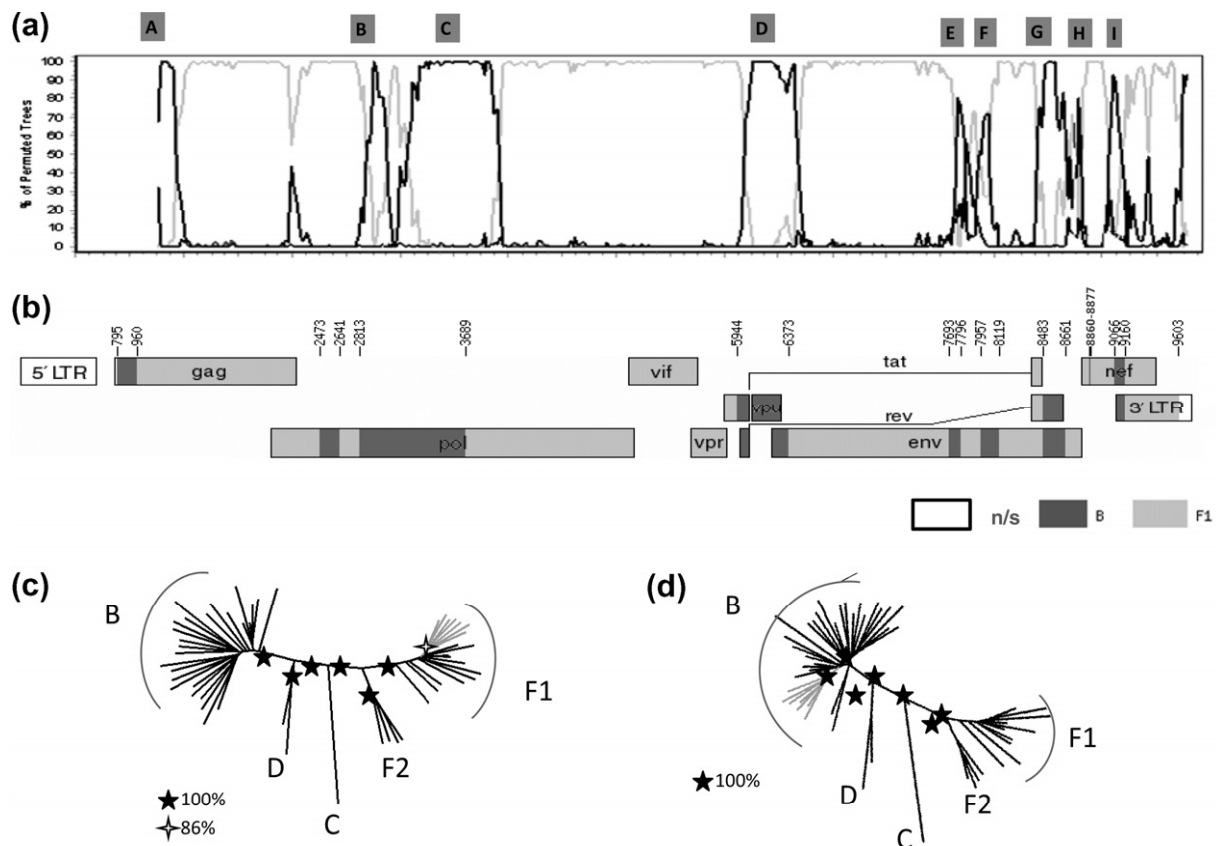 (a)
A B C D E F G H I
% of Permuted Trees
100
90
80
70
60
50
40
30
20
10
0
(b)
795 960 2473 2641 2813 3689 5944 6373 7693 7796 7957 8119 8483 8661 8860-8877 9066 9160 9603
5′ LTR gag vif tat nef
vpu rev 3′ LTR
pol vpr env
n/s B F1
(c)
B
F1
D
F2
C
100%
86%
(d)
B
F1
D
F2
C
100%